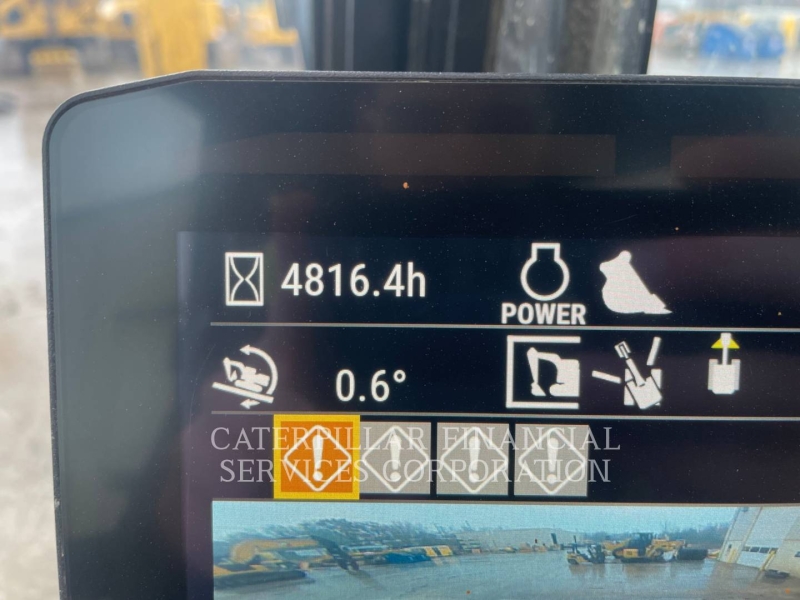 4816.4h
POWER
0.6°
CATERPILLAR FINANCIAL
SERVICES CORPORATION